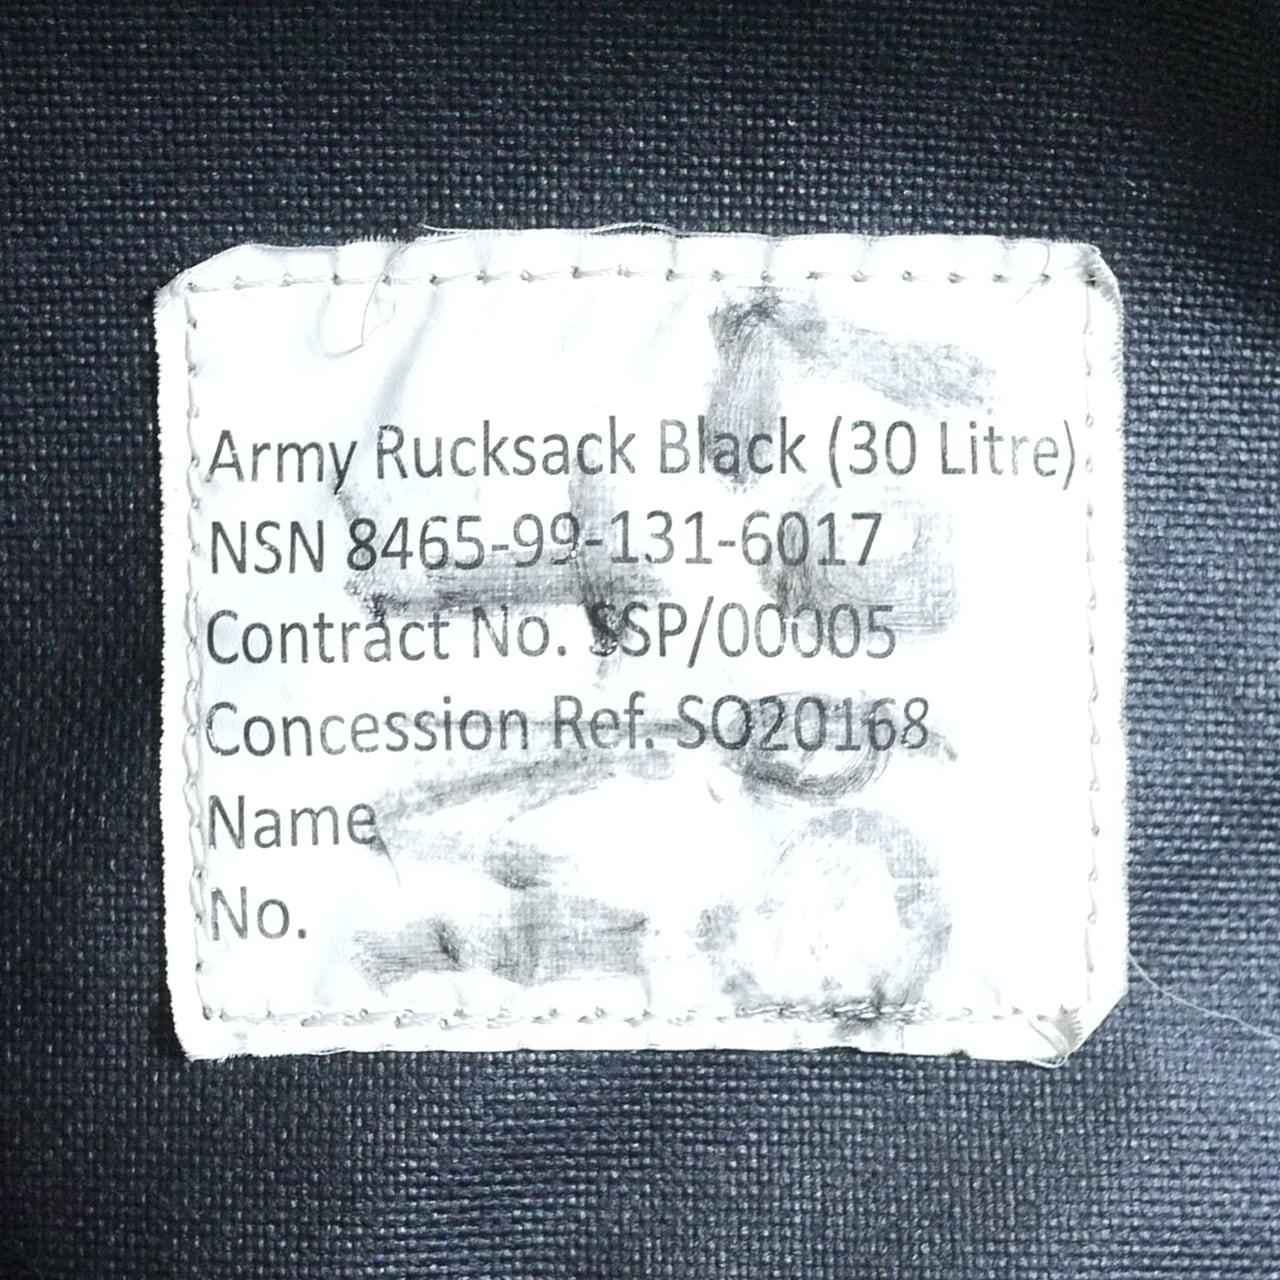 Army Rucksack Black (30 Litre)
NSN 8465-99-131-6017
Contract No. SSP/00005
Concession Ref. SO20168
Name
No.